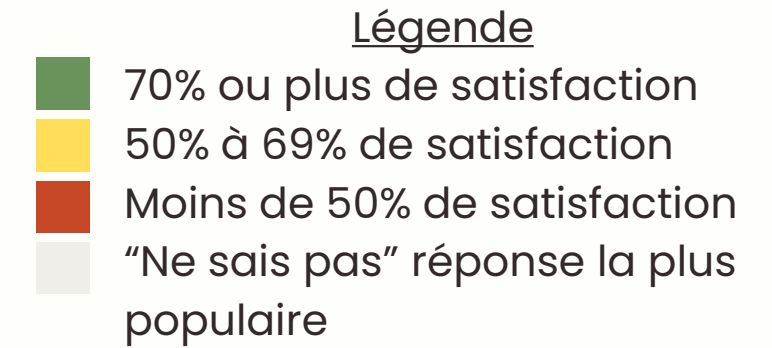 Légende
70% ou plus de satisfaction
50% à 69% de satisfaction
Moins de 50% de satisfaction
“Ne sais pas” réponse la plus
populaire